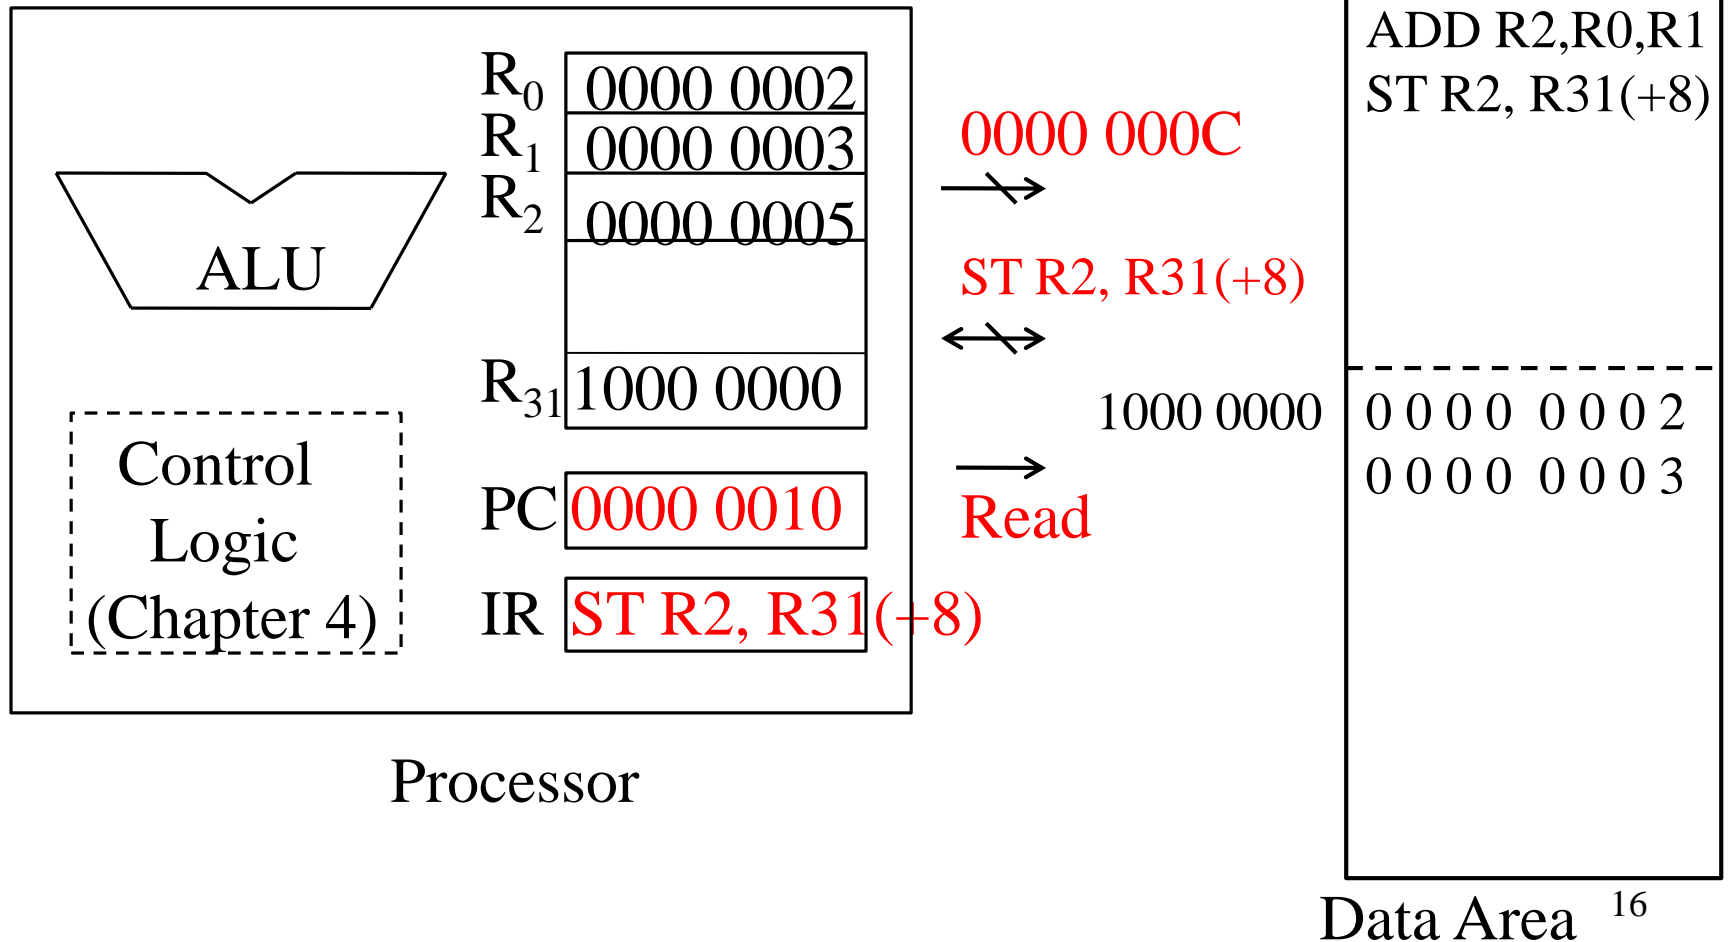 R0 0000 0002
R1 0000 0003
R2 0000 0005
R31 1000 0000
ALU
Control
Logic
(Chapter 4)
PC 0000 0010
IR ST R2, R31(+8)
Processor
0000 000C
ST R2, R31(+8)
Read
ADD R2,R0,R1
ST R2, R31(+8)
1000 0000 0 0 0 0 0 0 0 2
0 0 0 0 0 0 0 3
Data Area 16